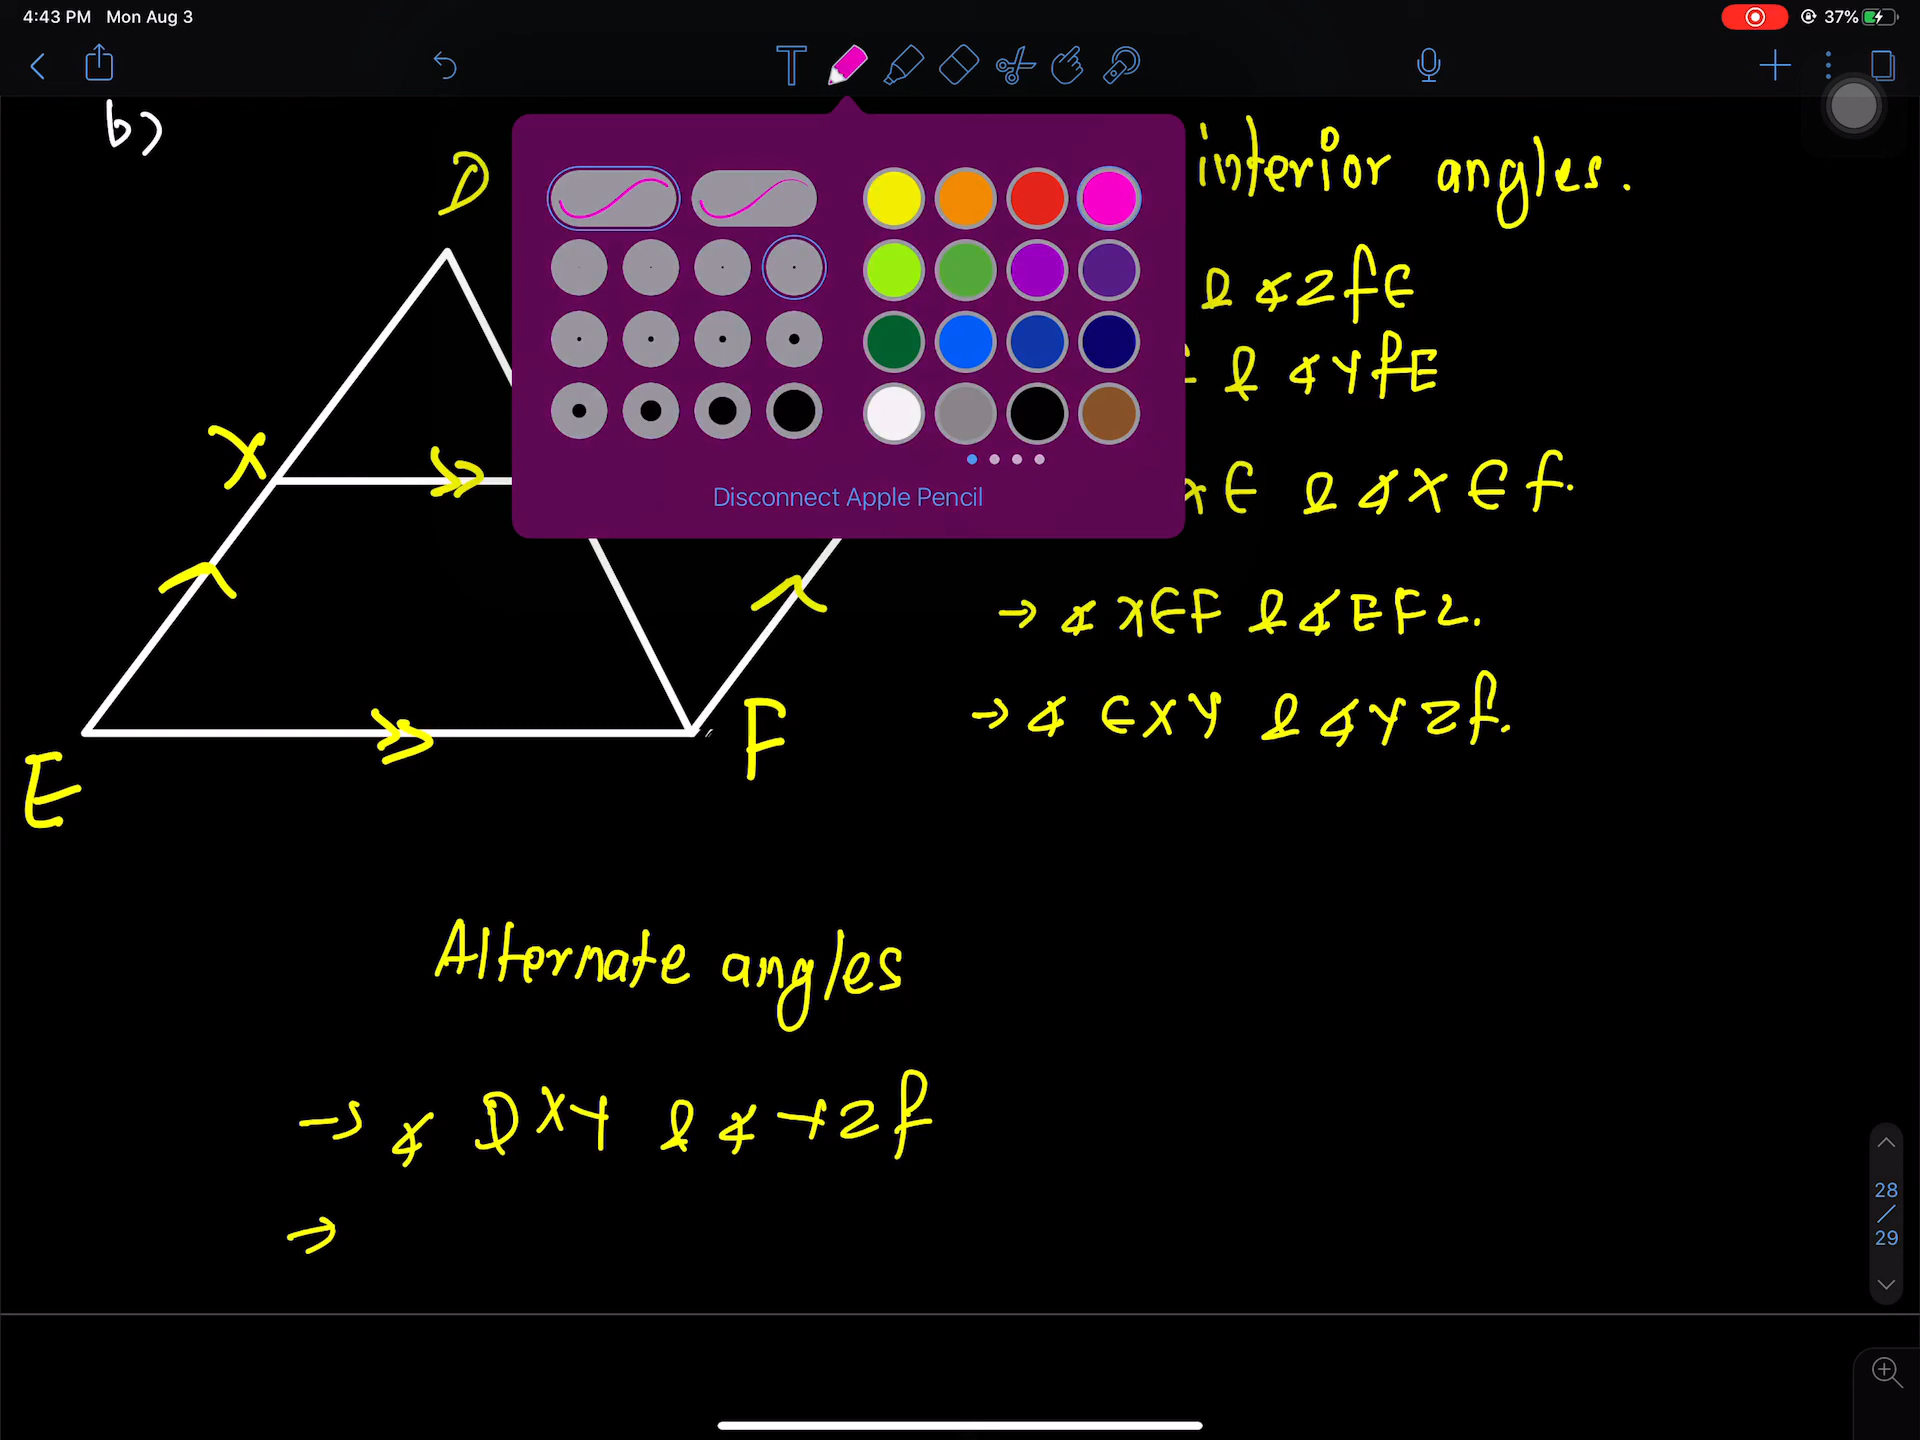 4:43 PM Mon Aug 3
37%
b)
D
interior angles.
& ∡ZFE
& ∡YFE
X
XE & ∡XEF.
Disconnect Apple Pencil
→ ∡XEF & ∡EFZ.
→ ∡EXY & ∡YZF.
F
E
Alternate angles
→ ∡DXY & ∡YZF
→
28
/
29